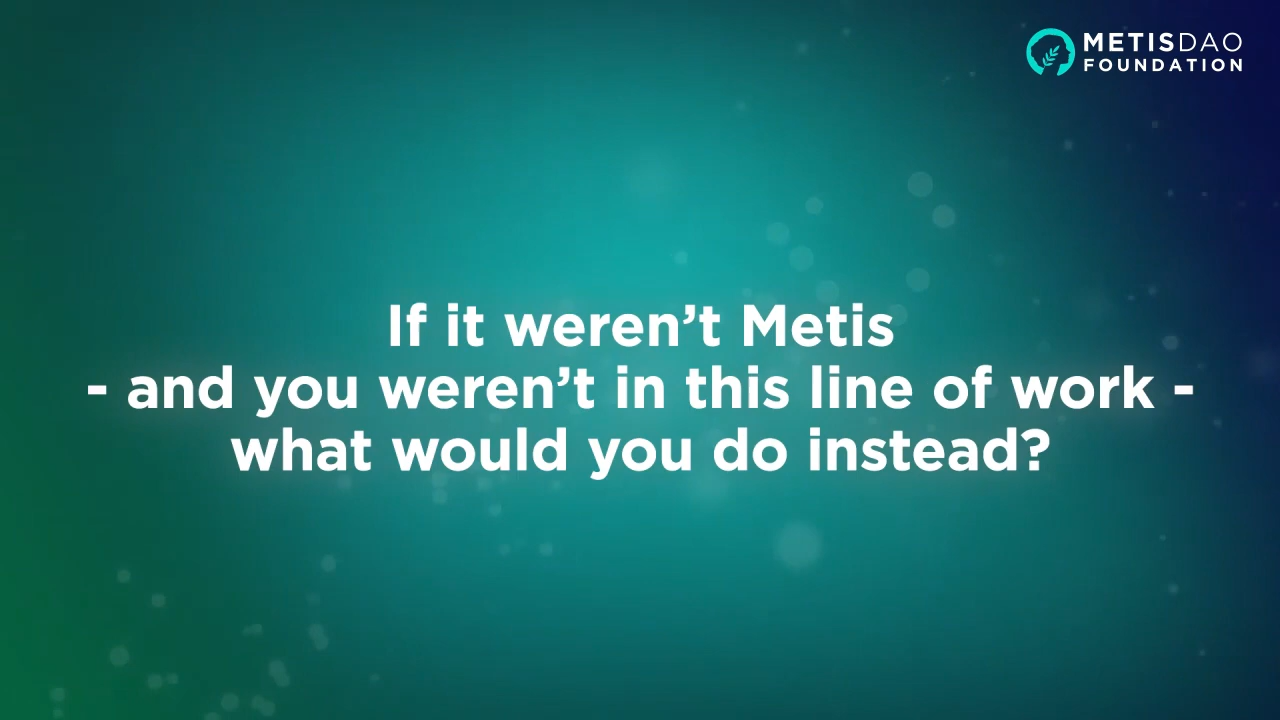 METISDAO
FOUNDATION
If it weren’t Metis
- and you weren’t in this line of work -
what would you do instead?